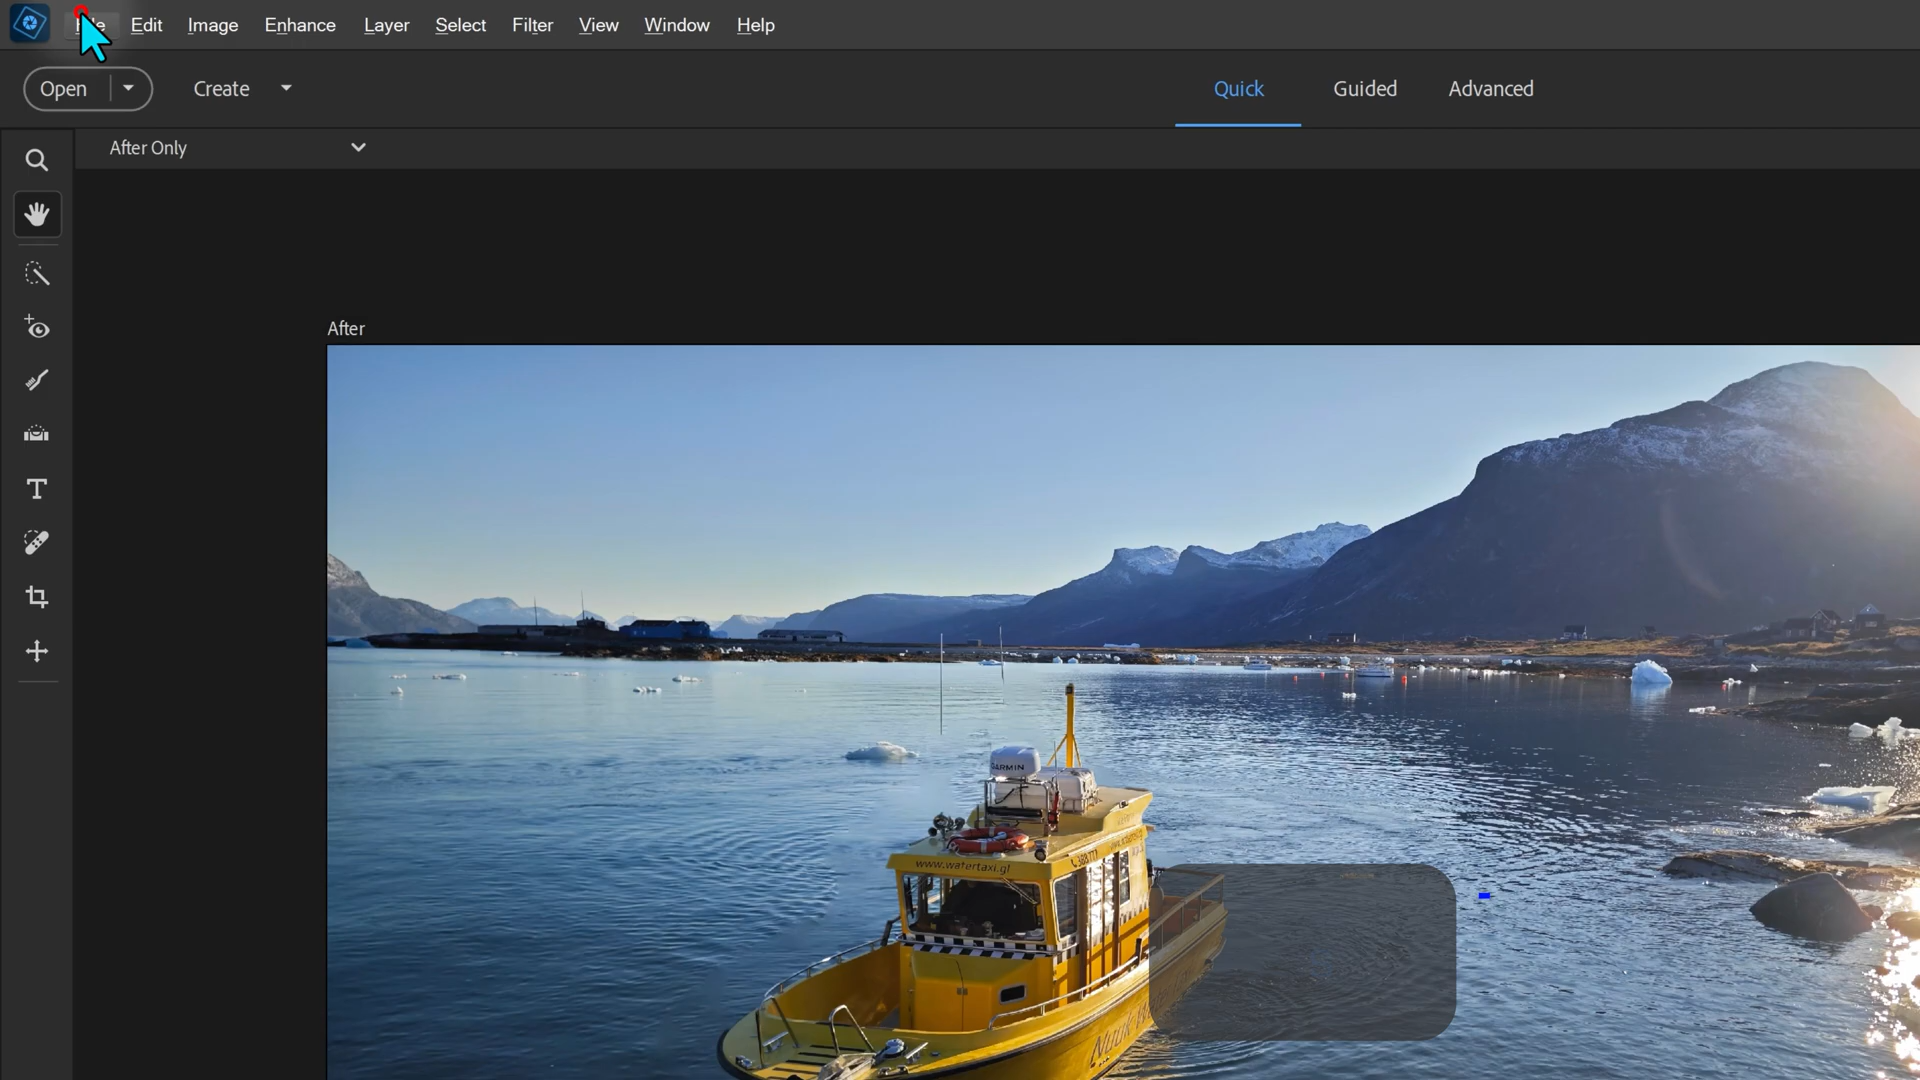 Edit Image Enhance Layer Select Filter View Window Help
Open Create Quick Guided Advanced
After Only
After
GARMIN
www.watertaxi.gl